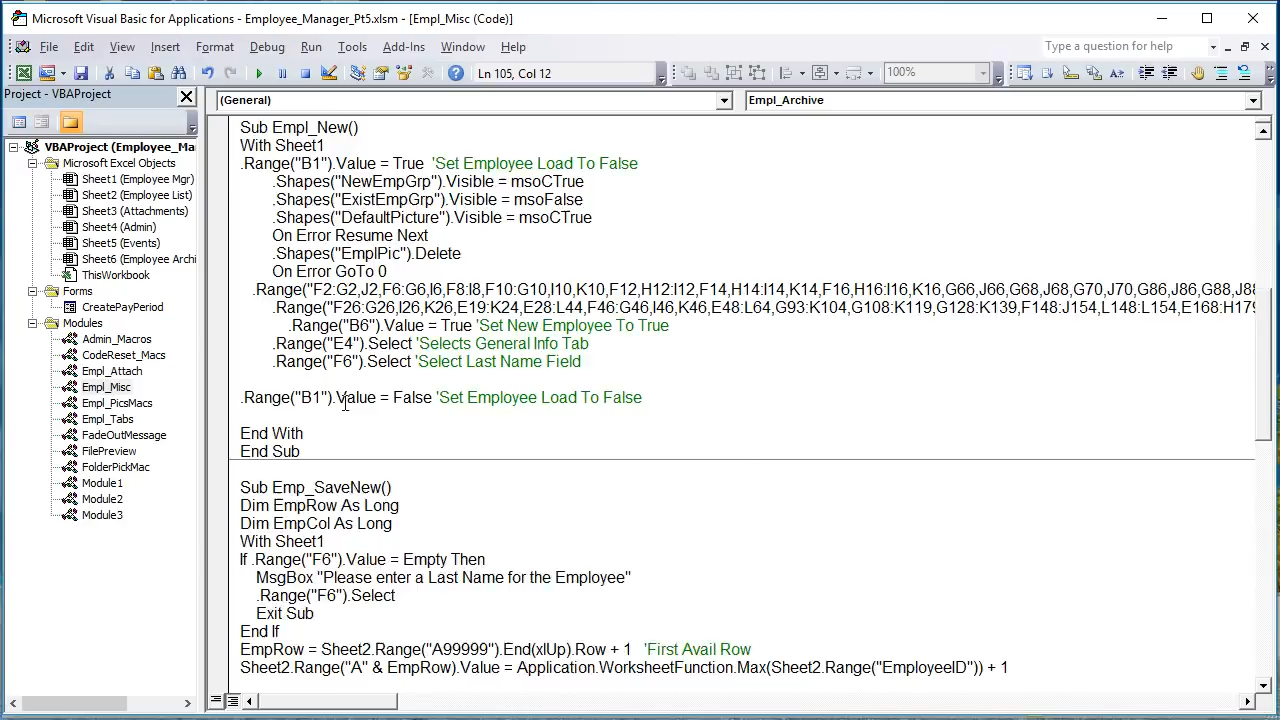 Microsoft Visual Basic for Applications - Employee_Manager_Pt5.xlsm - [Empl_Misc (Code)]
File Edit View Insert Format Debug Run Tools Add-Ins Window Help Type a question for help
Ln 105, Col 12 100%
Project - VBAProject
(General) Empl_Archive
VBAProject (Employee_Ma
Microsoft Excel Objects
Sheet1 (Employee Mgr)
Sheet2 (Employee List)
Sheet3 (Attachments)
Sheet4 (Admin)
Sheet5 (Events)
Sheet6 (Employee Archi
ThisWorkbook
Forms
CreatePayPeriod
Modules
Admin_Macros
CodeReset_Macs
Empl_Attach
Empl_Misc
Empl_PicsMacs
Empl_Tabs
FadeOutMessage
FilePreview
FolderPickMac
Module1
Module2
Module3
Sub Empl_New()
With Sheet1
.Range("B1").Value = True 'Set Employee Load To False
.Shapes("NewEmpGrp").Visible = msoCTrue
.Shapes("ExistEmpGrp").Visible = msoFalse
.Shapes("DefaultPicture").Visible = msoCTrue
On Error Resume Next
.Shapes("EmplPic").Delete
On Error GoTo 0
.Range("F2:G2,J2,F6:G6,I6,F8:I8,F10:G10,I10,K10,F12,H12:I12,F14,H14:I14,K14,F16,H16:I16,K16,G66,J66,G68,J68,G70,J70,G86,J86,G88,J88
.Range("F26:G26,I26,K26,E19:K24,E28:L44,F46:G46,I46,K46,E48:L64,G93:K104,G108:K119,G128:K139,F148:J154,L148:L154,E168:H179
.Range("B6").Value = True 'Set New Employee To True
.Range("E4").Select 'Selects General Info Tab
.Range("F6").Select 'Select Last Name Field
.Range("B1").Value = False 'Set Employee Load To False
End With
End Sub
Sub Emp_SaveNew()
Dim EmpRow As Long
Dim EmpCol As Long
With Sheet1
If .Range("F6").Value = Empty Then
MsgBox "Please enter a Last Name for the Employee"
.Range("F6").Select
Exit Sub
End If
EmpRow = Sheet2.Range("A99999").End(xlUp).Row + 1 'First Avail Row
Sheet2.Range("A" & EmpRow).Value = Application.WorksheetFunction.Max(Sheet2.Range("EmployeeID")) + 1